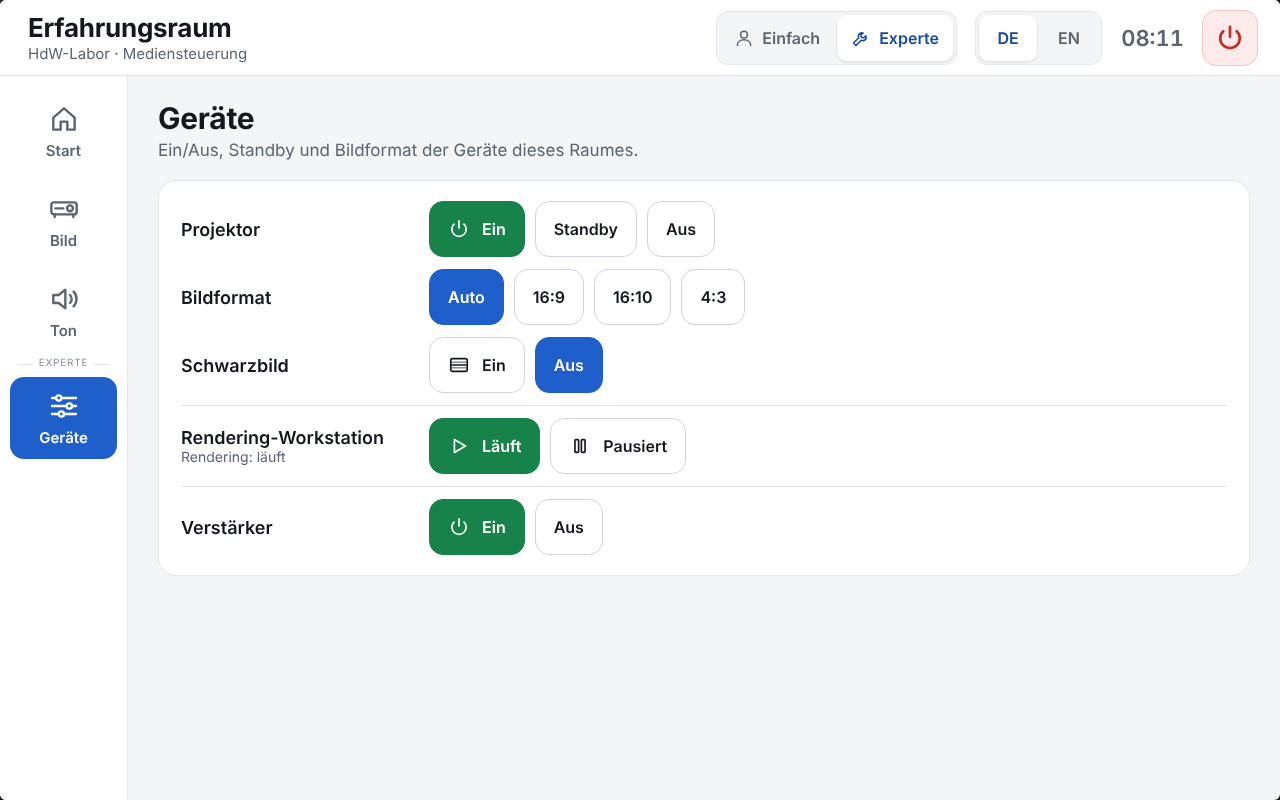 Erfahrungsraum
HdW-Labor · Mediensteuerung
Einfach
Experte
DE
EN
08:11
Start
Bild
Ton
EXPERTE
Geräte
Geräte
Ein/Aus, Standby und Bildformat der Geräte dieses Raumes.
Projektor
Ein
Standby
Aus
Bildformat
Auto
16:9
16:10
4:3
Schwarzbild
Ein
Aus
Rendering-Workstation
Rendering: läuft
Läuft
Pausiert
Verstärker
Ein
Aus